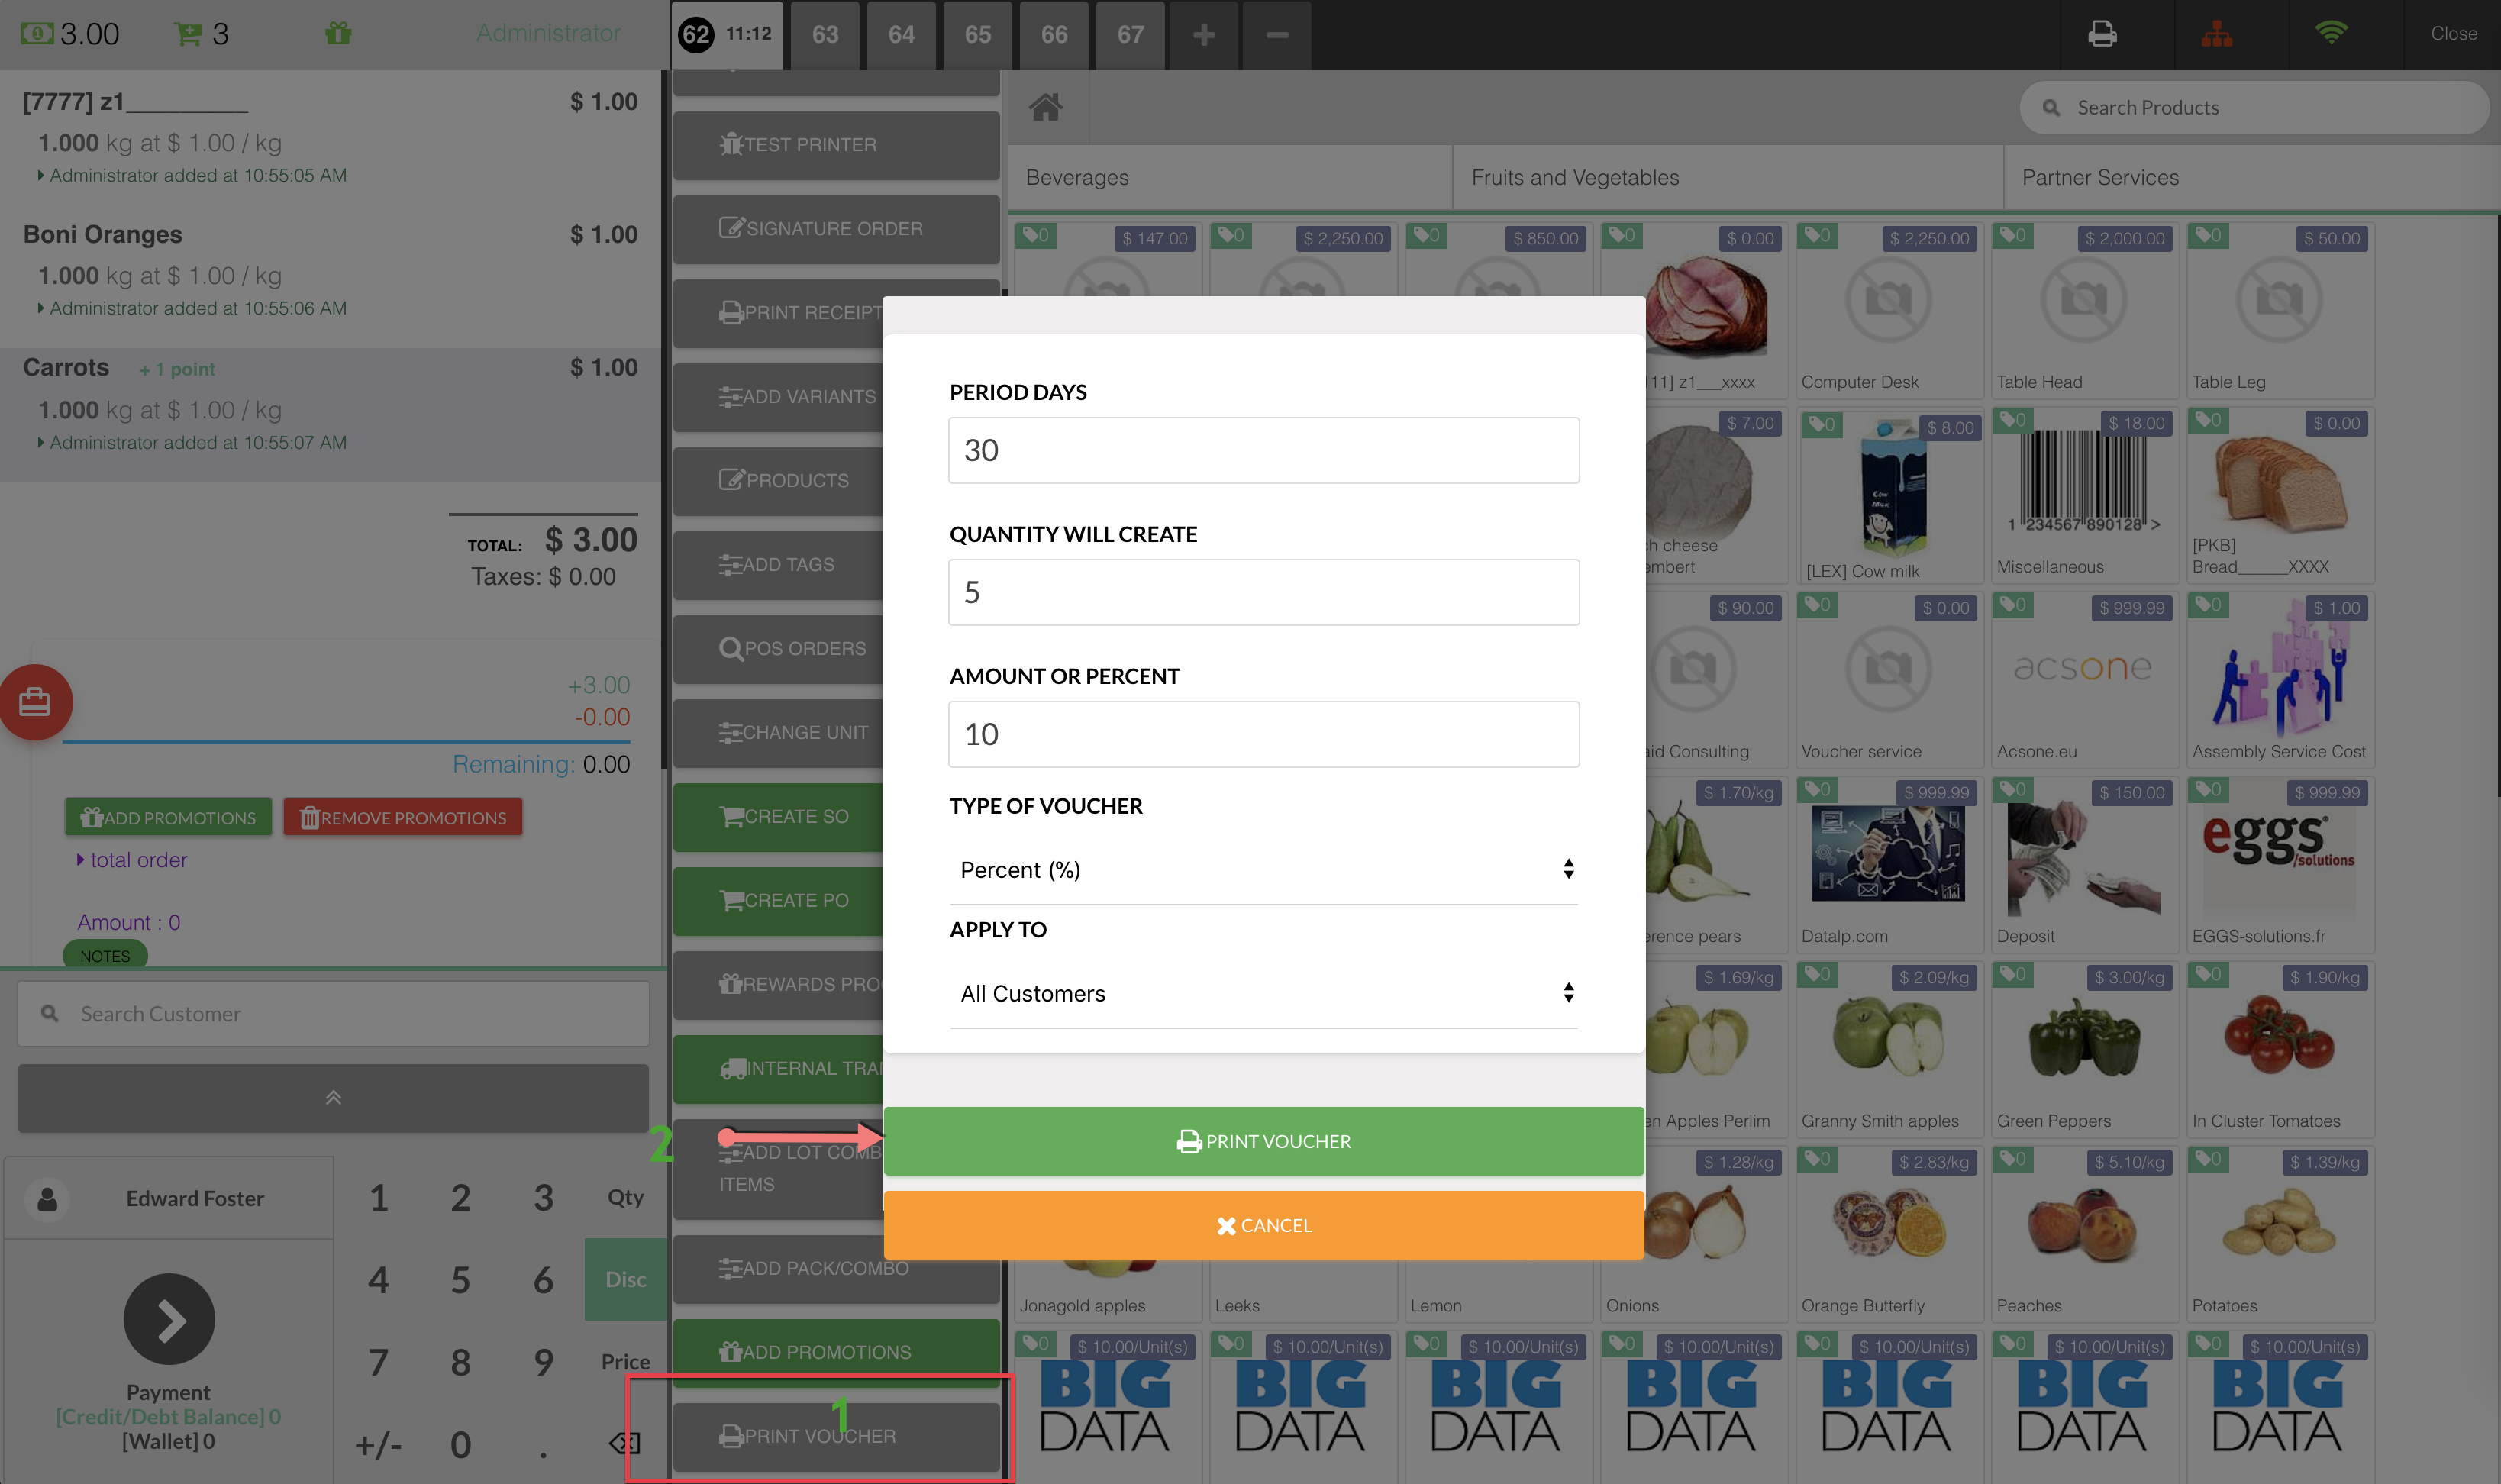 3.00
3
Administrator
62 11:12
63
64
65
66
67
Close
[7777] z1___________
$ 1.00
1.000 kg at $ 1.00 / kg
Administrator added at 10:55:05 AM
Boni Oranges
$ 1.00
1.000 kg at $ 1.00 / kg
Administrator added at 10:55:06 AM
Carrots + 1 point
$ 1.00
1.000 kg at $ 1.00 / kg
Administrator added at 10:55:07 AM
TOTAL: $ 3.00
Taxes: $ 0.00
+3.00
-0.00
Remaining: 0.00
ADD PROMOTIONS
REMOVE PROMOTIONS
total order
Amount : 0
NOTES
Search Customer
Edward Foster
Payment
[Credit/Debt Balance] 0
[Wallet] 0
1 2 3 Qty
4 5 6 Disc
7 8 9 Price
+/- 0 .
TEST PRINTER
SIGNATURE ORDER
PRINT RECEIPT
ADD VARIANTS
PRODUCTS
ADD TAGS
POS ORDERS
CHANGE UNIT
CREATE SO
CREATE PO
REWARDS PRO
INTERNAL TRA
2
ADD LOT COMB
ITEMS
ADD PACK/COMBO
ADD PROMOTIONS
1
PRINT VOUCHER
Search Products
Beverages
Fruits and Vegetables
Partner Services
0 $ 147.00
0 $ 2,250.00
0 $ 850.00
0 $ 0.00
0 $ 2,250.00
0 $ 2,000.00
0 $ 50.00
11] z1___xxxx
Computer Desk
Table Head
Table Leg
$ 7.00
0 $ 8.00
0 $ 18.00
0 $ 0.00
Cow
Milk
1 234567 890128 >
ch cheese
embert
[LEX] Cow milk
Miscellaneous
[PKB]
Bread______XXXX
$ 90.00
0 $ 0.00
0 $ 999.99
0 $ 1.00
acsone
aid Consulting
Voucher service
Acsone.eu
Assembly Service Cost
$ 1.70/kg
0 $ 999.99
0 $ 150.00
0 $ 999.99
eggs
/solutions
erence pears
Datalp.com
Deposit
EGGS-solutions.fr
$ 1.69/kg
0 $ 2.09/kg
0 $ 3.00/kg
0 $ 1.90/kg
en Apples Perlim
Granny Smith apples
Green Peppers
In Cluster Tomatoes
$ 1.28/kg
0 $ 2.83/kg
0 $ 5.10/kg
0 $ 1.39/kg
Jonagold apples
Leeks
Lemon
Onions
Orange Butterfly
Peaches
Potatoes
0 $ 10.00/Unit(s)
0 $ 10.00/Unit(s)
0 $ 10.00/Unit(s)
0 $ 10.00/Unit(s)
0 $ 10.00/Unit(s)
0 $ 10.00/Unit(s)
0 $ 10.00/Unit(s)
BIG
DATA
BIG
DATA
BIG
DATA
BIG
DATA
BIG
DATA
BIG
DATA
BIG
DATA
PERIOD DAYS
30
QUANTITY WILL CREATE
5
AMOUNT OR PERCENT
10
TYPE OF VOUCHER
Percent (%)
APPLY TO
All Customers
PRINT VOUCHER
CANCEL